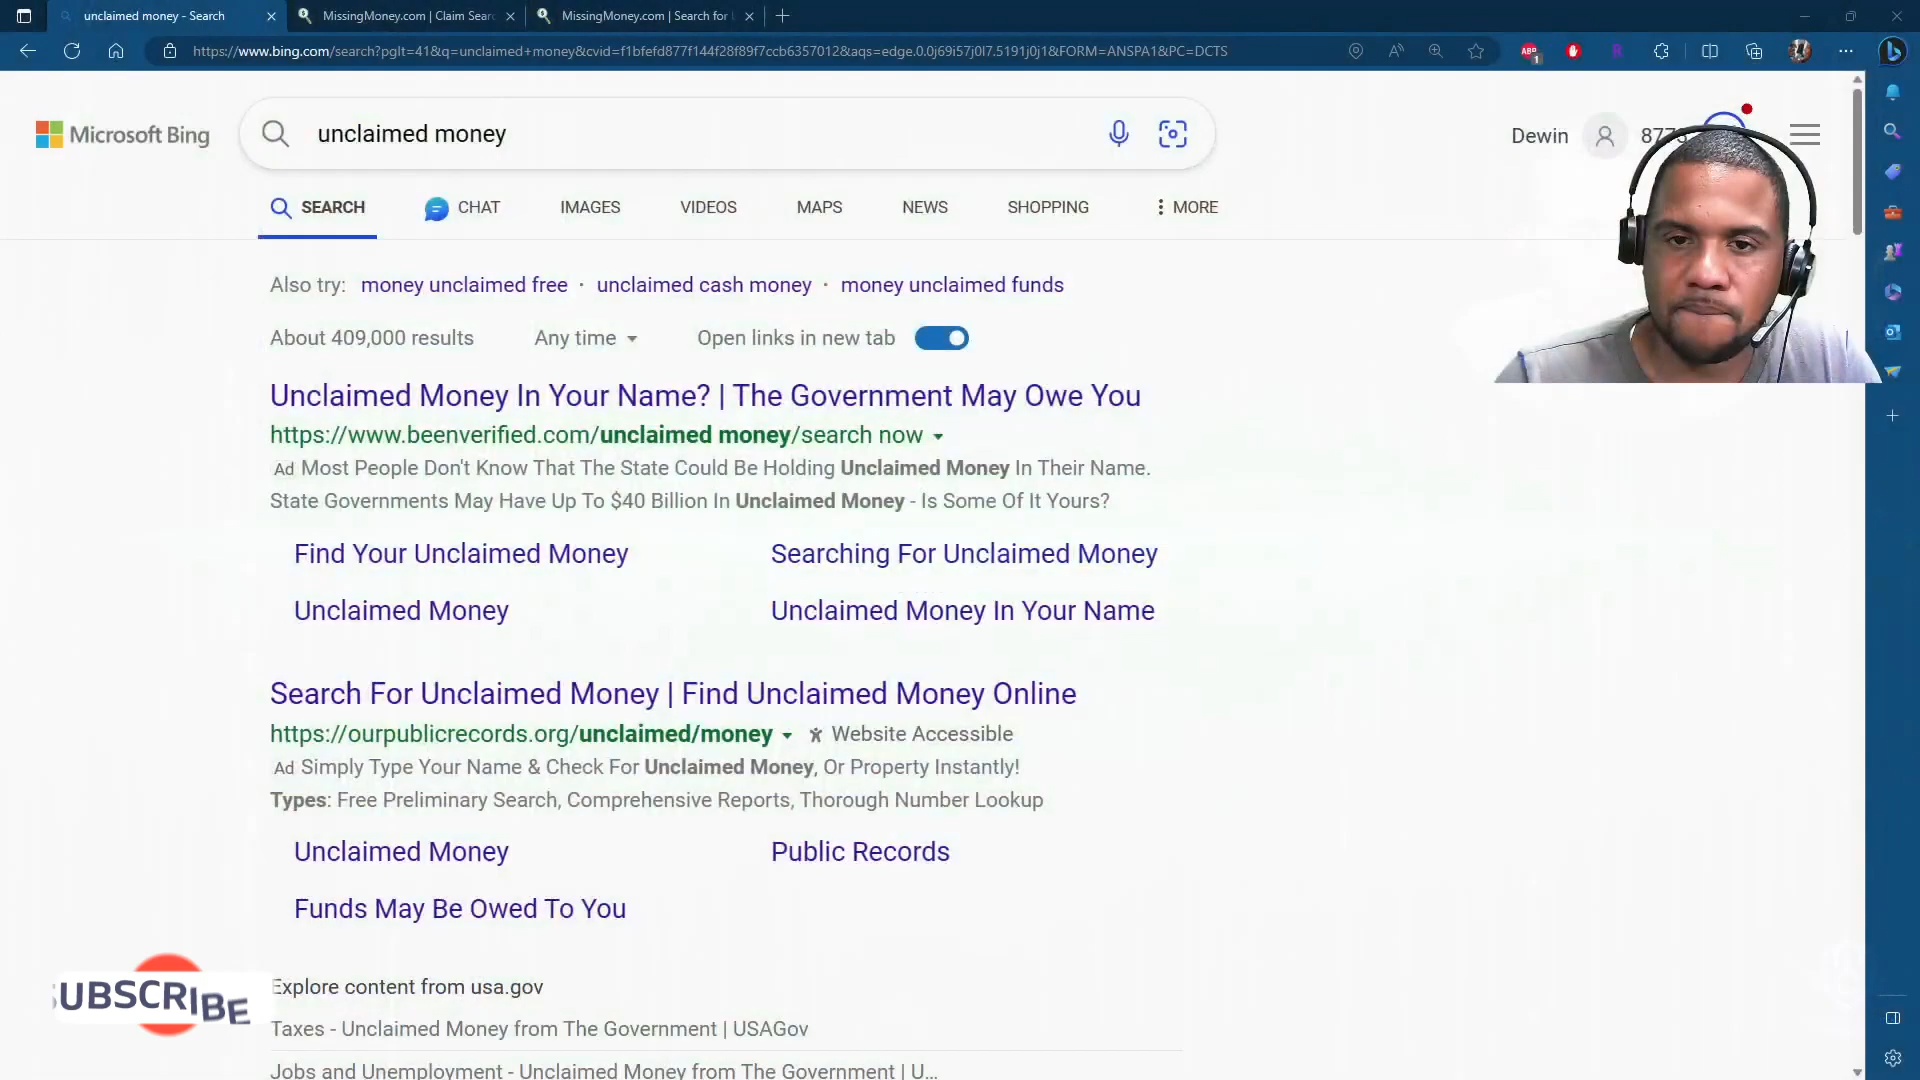 unclaimed money - Search
MissingMoney.com | Claim Sear
MissingMoney.com | Search for
https://www.bing.com/search?pglt=41&q=unclaimed+money&cvid=f1bfefd877f144f28f89f7ccb6357012&aqs=edge.0.0j69i57j0l7.5191j0j1&FORM=ANSPA1&PC=DCTS
ABP
1
Microsoft Bing
unclaimed money
Dewin
SEARCH
CHAT
IMAGES
VIDEOS
MAPS
NEWS
SHOPPING
MORE
Also try: money unclaimed free · unclaimed cash money · money unclaimed funds
About 409,000 results
Any time
Open links in new tab
Unclaimed Money In Your Name? | The Government May Owe You
https://www.beenverified.com/unclaimed money/search now
Ad Most People Don't Know That The State Could Be Holding Unclaimed Money In Their Name.
State Governments May Have Up To $40 Billion In Unclaimed Money - Is Some Of It Yours?
Find Your Unclaimed Money
Searching For Unclaimed Money
Unclaimed Money
Unclaimed Money In Your Name
Search For Unclaimed Money | Find Unclaimed Money Online
https://ourpublicrecords.org/unclaimed/money
Website Accessible
Ad Simply Type Your Name & Check For Unclaimed Money, Or Property Instantly!
Types: Free Preliminary Search, Comprehensive Reports, Thorough Number Lookup
Unclaimed Money
Public Records
Funds May Be Owed To You
SUBSCRIBE
Explore content from usa.gov
Taxes - Unclaimed Money from The Government | USAGov
Jobs and Unemployment - Unclaimed Money from The Government | U...